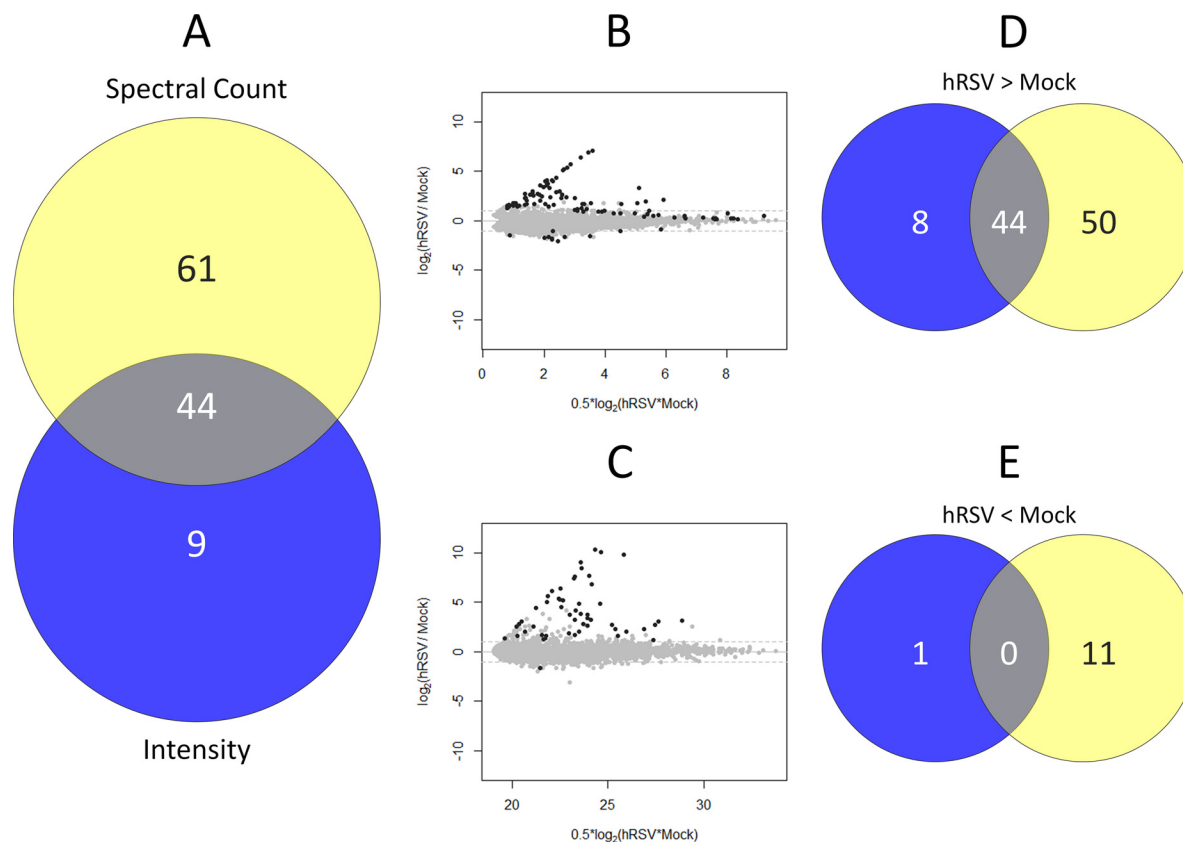 A
Spectral Count
61
44
9
Intensity
B
log2(hRSV / Mock)
10
5
0
-5
-10
0 2 4 6 8
0.5*log2(hRSV*Mock)
C
log2(hRSV / Mock)
10
5
0
-5
-10
20 25 30
0.5*log2(hRSV*Mock)
D
hRSV > Mock
8 44 50
E
hRSV < Mock
1 0 11